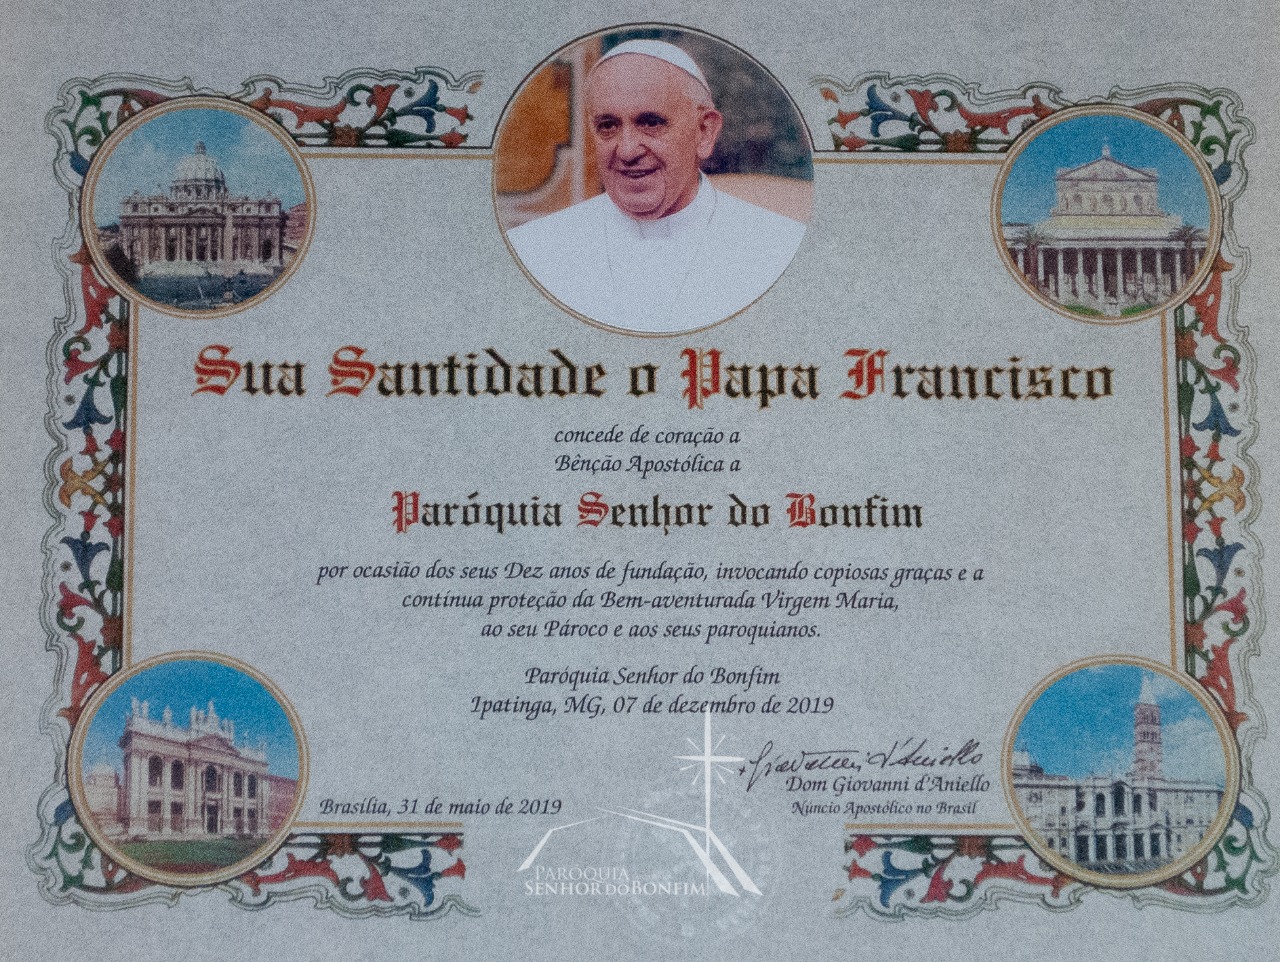 Sua Santidade o Papa Francisco
concede de coração a
Bênção Apostólica a
Paróquia Senhor do Bonfim
por ocasião dos seus Dez anos de fundação, invocando copiosas graças e a
contínua proteção da Bem-aventurada Virgem Maria,
ao seu Pároco e aos seus paroquianos.
Paróquia Senhor do Bonfim
Ipatinga, MG, 07 de dezembro de 2019
+ Giovanni d'Aniello
Dom Giovanni d'Aniello
Núncio Apostólico no Brasil
Brasília, 31 de maio de 2019
PAROQUIA
SENHOR DO BONFIM